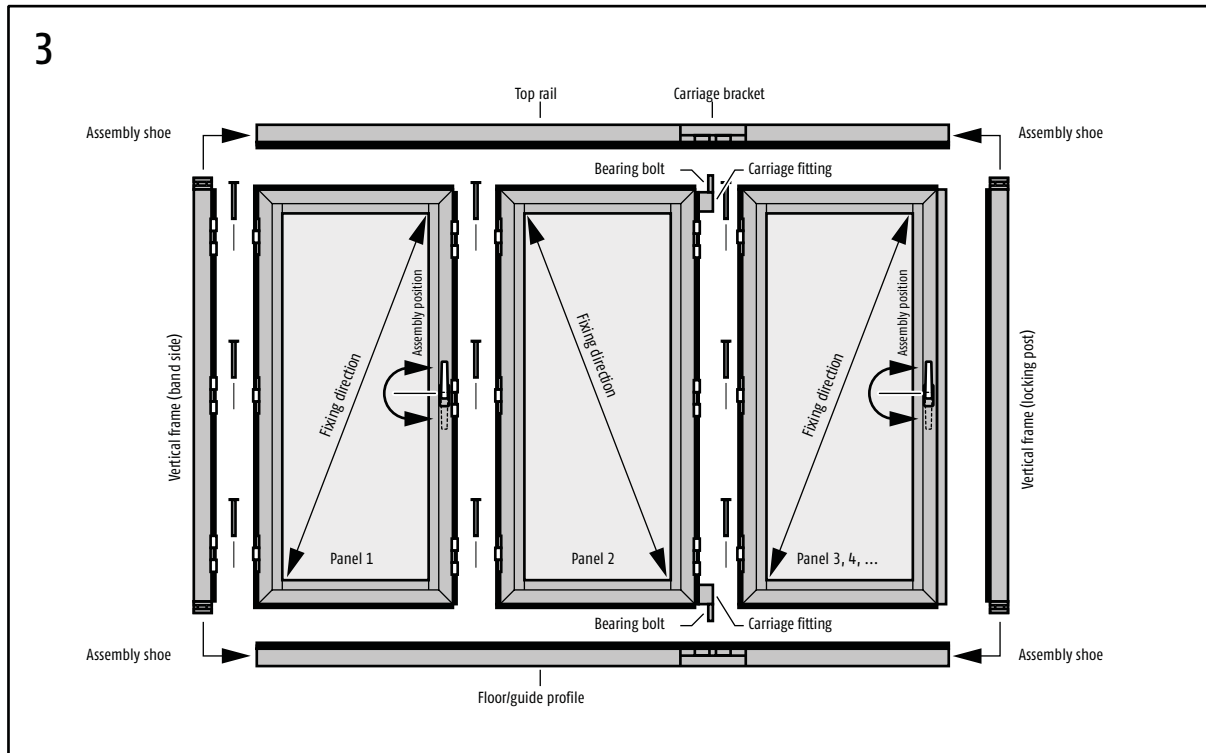 3
Top rail
Carriage bracket
Assembly shoe
Assembly shoe
Bearing bolt
Carriage fitting
Vertical frame (band side)
Fixing direction
Assembly position
Fixing direction
Fixing direction
Assembly position
Vertical frame (locking post)
Panel 1
Panel 2
Panel 3, 4, ...
Bearing bolt
Carriage fitting
Assembly shoe
Assembly shoe
Floor/guide profile